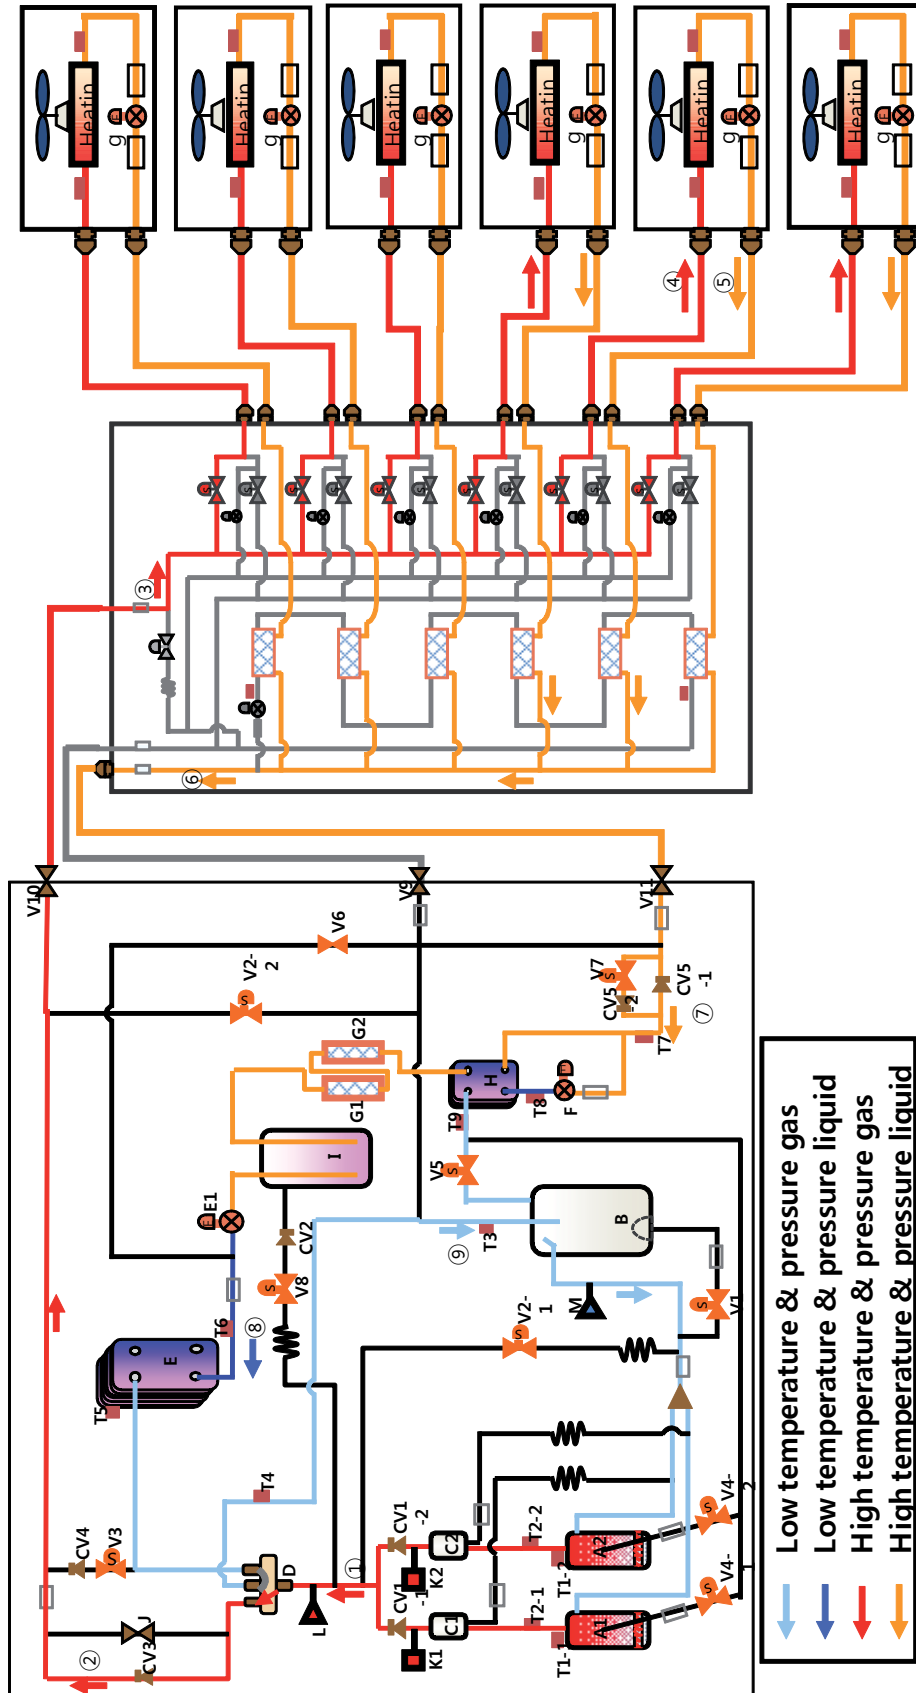 ②
V10
③
CV4
CV3
J
V3
T5
E
⑥
Heatin
g
E
Heatin
g
E
Heatin
g
E
Heatin
g
E
Heatin
g
E
Heatin
g
E
④
⑤
S
S
S
S
S
S
S
S
S
S
S
S
T4
D
L
①
T6
⑧
E1
E
V2-
2
S
V6
CV2
V8
S
I
G1
G2
K1
CV1
-1
K2
CV1
-2
C1
C2
T2-1
T2-2
T1-1
T1-2
A1
A2
V9
⑨
T3
V5
S
T9
H
T8
F
E
V2-
1
S
M
B
V1
S
V4-
1
S
V4-
2
S
V11
V7
S
CV5
-2
CV5
-1
T7
⑦
Low temperature & pressure gas
Low temperature & pressure liquid
High temperature & pressure gas
High temperature & pressure liquid